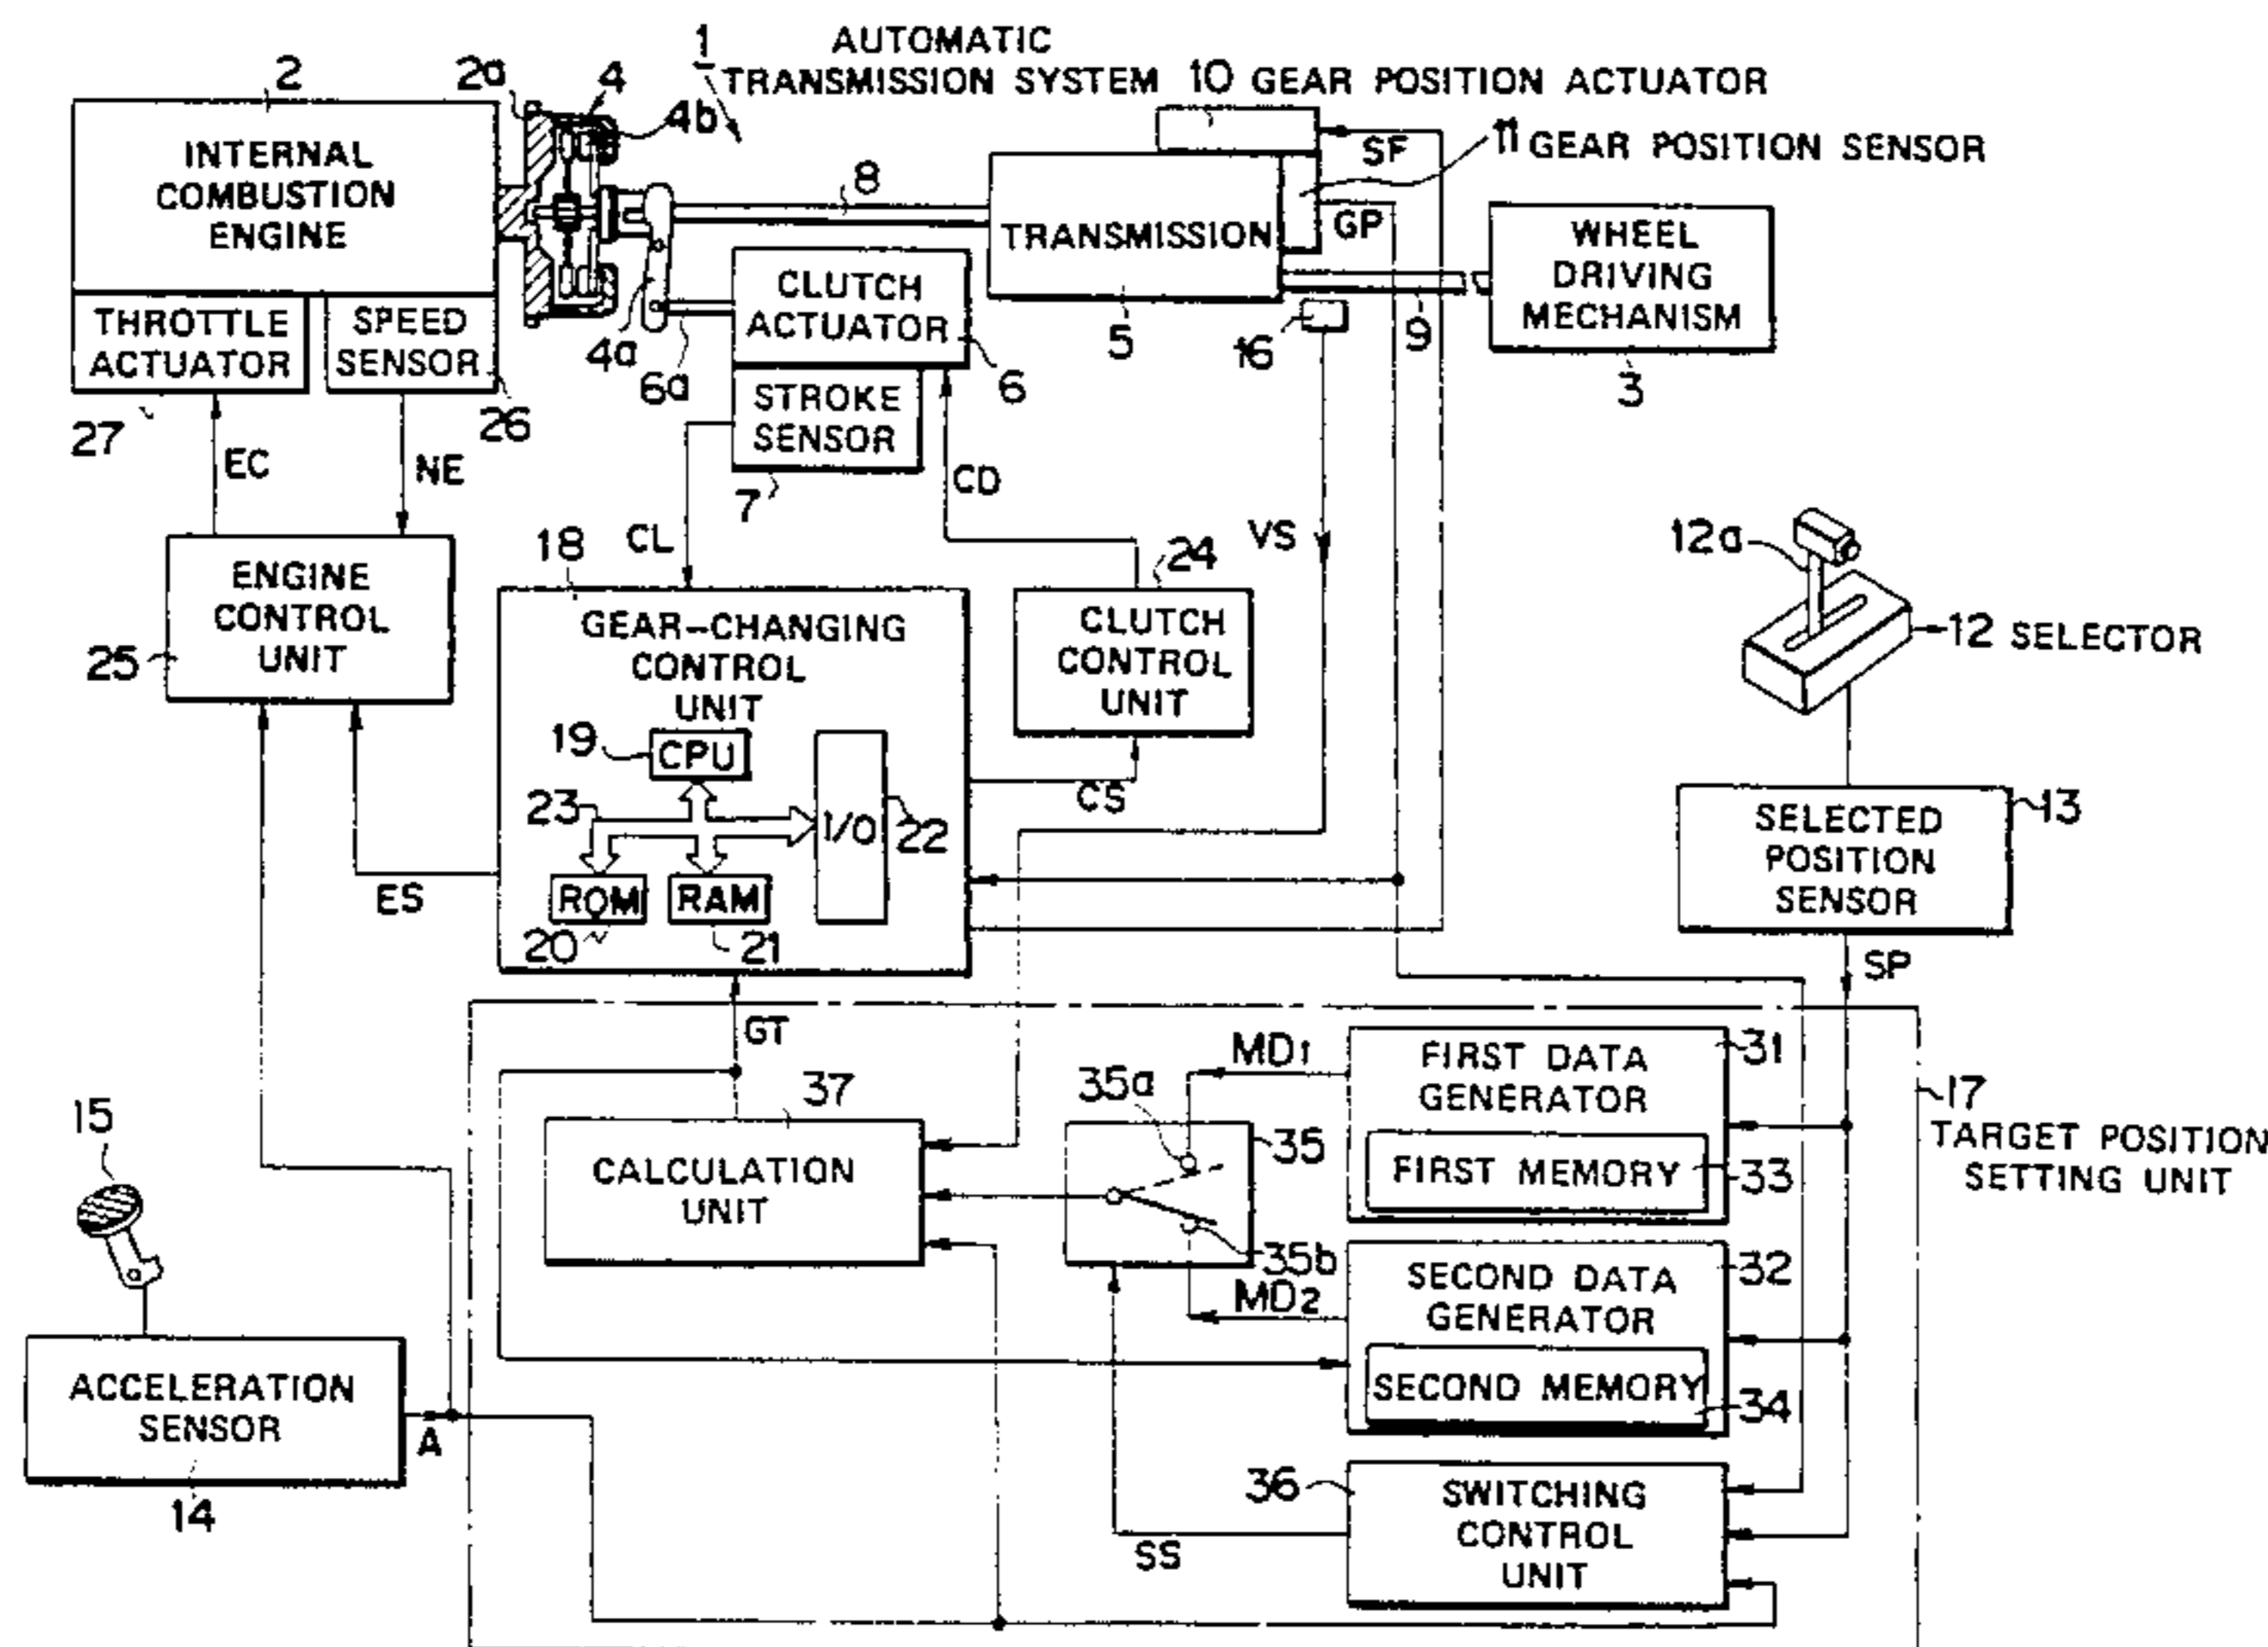 1 AUTOMATIC
TRANSMISSION SYSTEM
10 GEAR POSITION ACTUATOR
2
2a
4
4b
INTERNAL
COMBUSTION
ENGINE
8
SF
11 GEAR POSITION SENSOR
GP
TRANSMISSION
5
WHEEL
DRIVING
MECHANISM
3
9
16
THROTTLE
ACTUATOR
27
SPEED
SENSOR
26
4a
6a
CLUTCH
ACTUATOR
6
STROKE
SENSOR
7
EC
NE
CL
CD
VS
ENGINE
CONTROL
UNIT
25
18
GEAR-CHANGING
CONTROL
UNIT
19
CPU
23
I/O
22
ROM
20
RAM
21
24
CLUTCH
CONTROL
UNIT
CS
ES
12a
12 SELECTOR
SELECTED
POSITION
SENSOR
13
SP
GT
37
CALCULATION
UNIT
MD1
35a
35
35b
MD2
FIRST DATA
GENERATOR
31
FIRST MEMORY
33
17
TARGET POSITION
SETTING UNIT
SECOND DATA
GENERATOR
32
SECOND MEMORY
34
36
SWITCHING
CONTROL
UNIT
SS
15
ACCELERATION
SENSOR
14
A